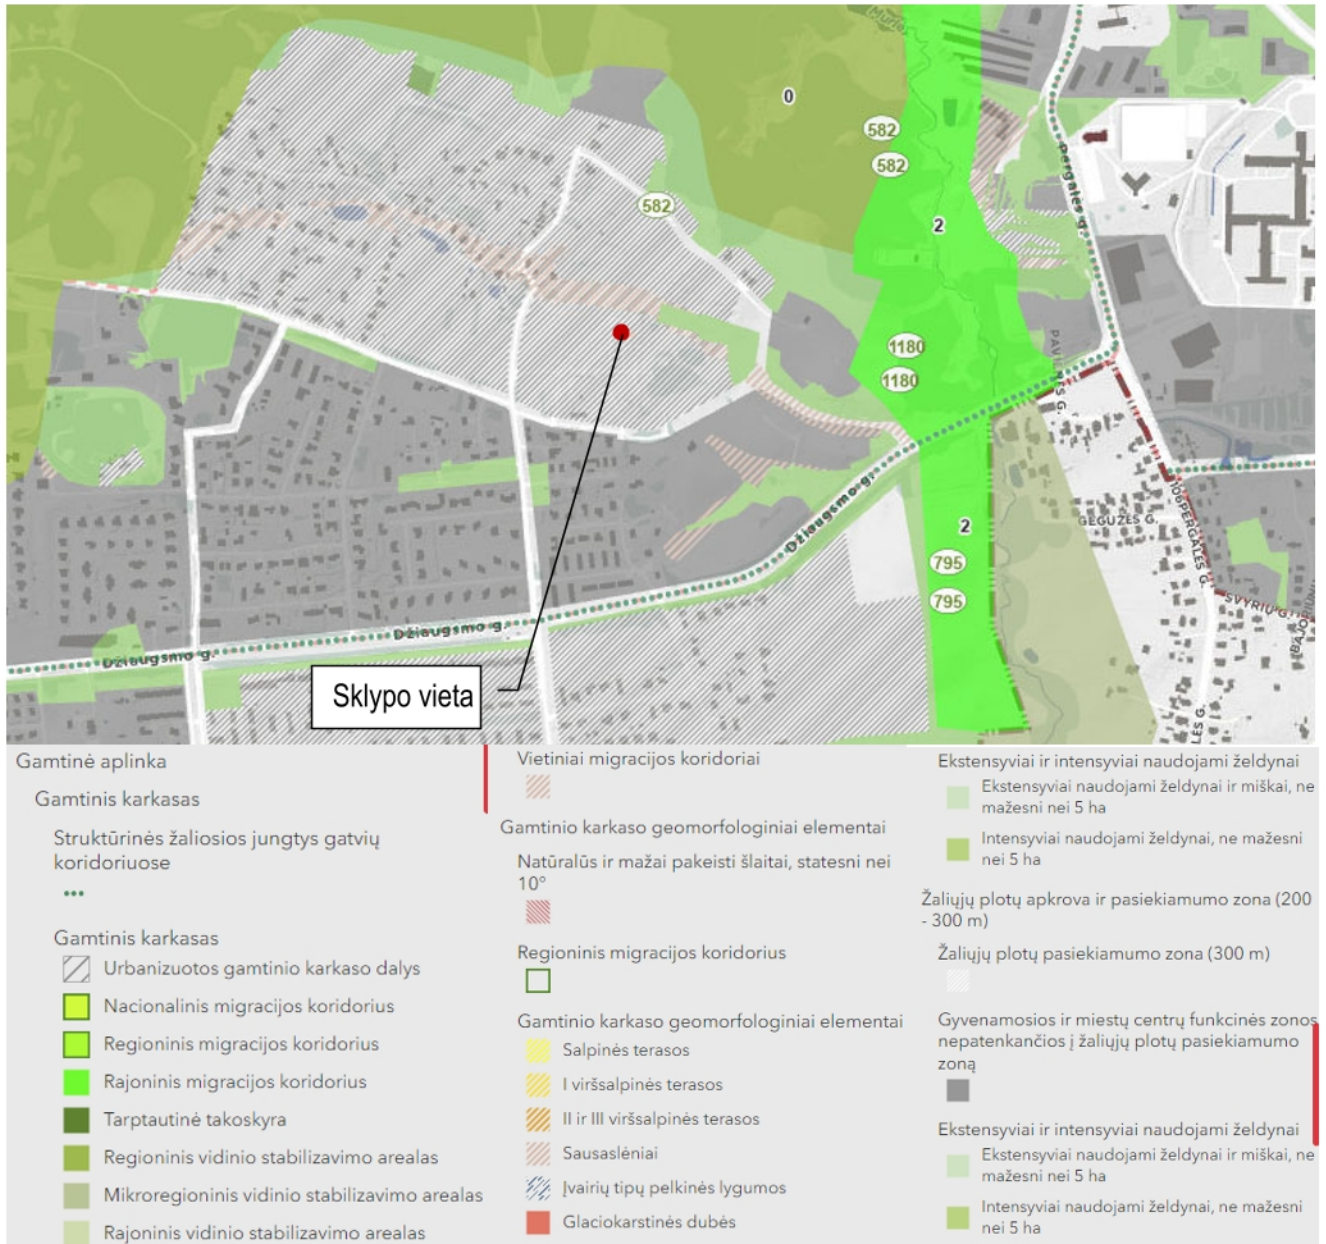 Murlė
0
582
582
582
2
Pergalės g.
1180
1180
PAVILNĖS G.
Džiaugsmo g.
GEGUŽĖS G.
PERGALĖS G.
2
795
795
SVYRIŲ G.
Džiaugsmo g.
Džiaugsmo g.
Sklypo vieta
LES G.
Gamtinė aplinka
Gamtinis karkasas
Struktūrinės žaliosios jungtys gatvių
koridoriuose
Gamtinis karkasas
Urbanizuotos gamtinio karkaso dalys
Nacionalinis migracijos koridorius
Regioninis migracijos koridorius
Rajoninis migracijos koridorius
Tarptautinė takoskyra
Regioninis vidinio stabilizavimo arealas
Mikroregioninis vidinio stabilizavimo arealas
Rajoninis vidinio stabilizavimo arealas
Vietiniai migracijos koridoriai
Gamtinio karkaso geomorfologiniai elementai
Natūralūs ir mažai pakeisti šlaitai, statesni nei
10°
Regioninis migracijos koridorius
Gamtinio karkaso geomorfologiniai elementai
Salpinės terasos
I viršsalpinės terasos
II ir III viršsalpinės terasos
Sausaslėniai
Įvairių tipų pelkinės lygumos
Glaciokarstinės dubės
Ekstensyviai ir intensyviai naudojami želdynai
Ekstensyviai naudojami želdynai ir miškai, ne
mažesni nei 5 ha
Intensyviai naudojami želdynai, ne mažesni
nei 5 ha
Žaliųjų plotų apkrova ir pasiekiamumo zona (200
- 300 m)
Žaliųjų plotų pasiekiamumo zona (300 m)
Gyvenamosios ir miestų centrų funkcinės zonos
nepatenkančios į žaliųjų plotų pasiekiamumo
zoną
Ekstensyviai ir intensyviai naudojami želdynai
Ekstensyviai naudojami želdynai ir miškai, ne
mažesni nei 5 ha
Intensyviai naudojami želdynai, ne mažesni
nei 5 ha